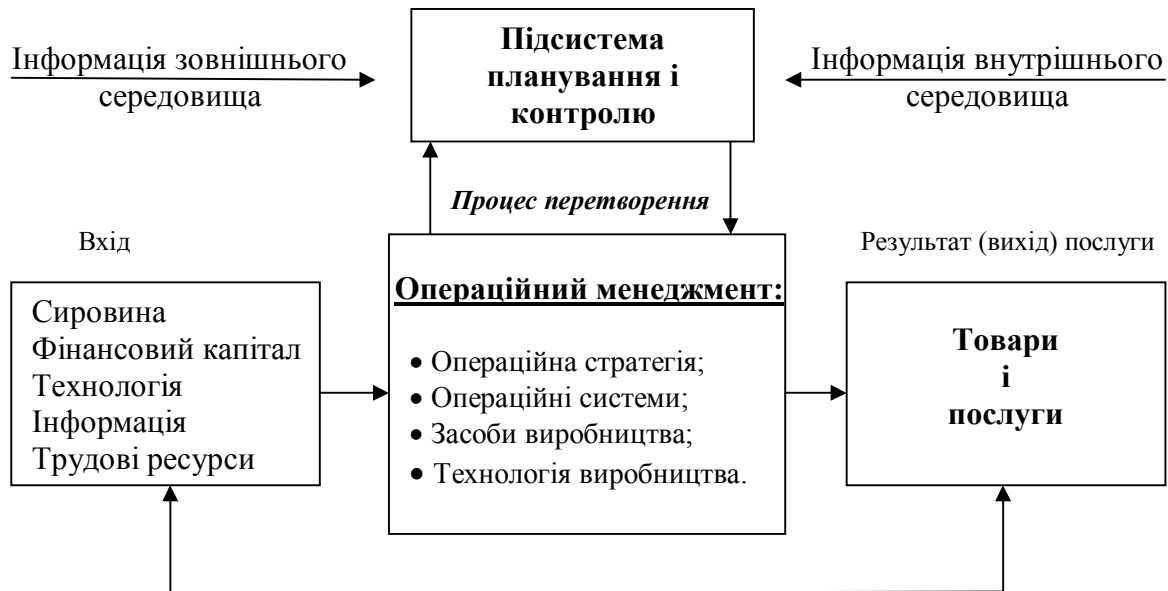 Підсистема
планування і
контролю
Інформація зовнішнього
середовища
Інформація внутрішнього
середовища
Процес перетворення
Вхід
Результат (вихід) послуги
Сировина
Фінансовий капітал
Технологія
Інформація
Трудові ресурси
Операційний менеджмент:
• Операційна стратегія;
• Операційні системи;
• Засоби виробництва;
• Технологія виробництва.
Товари
і
послуги